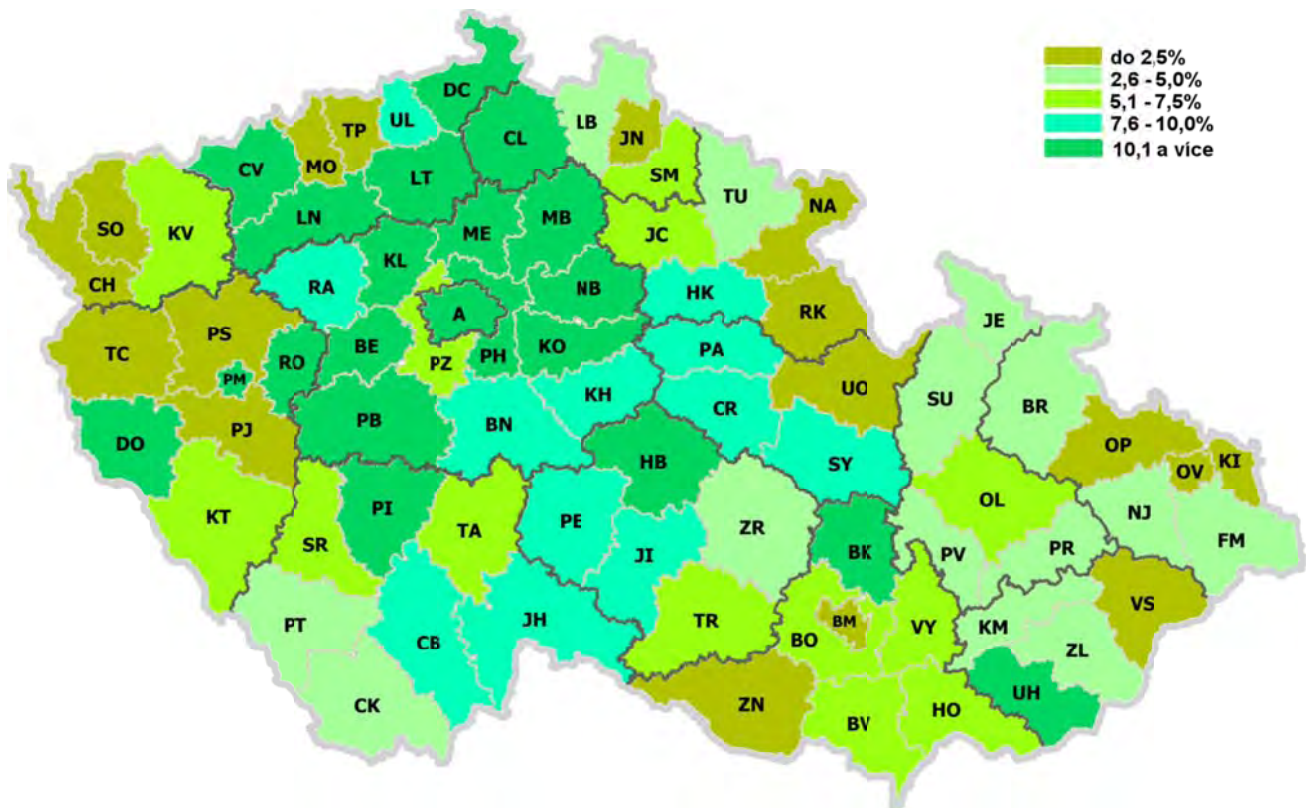 do 2,5%
2,6 - 5,0%
5,1 - 7,5%
7,6 - 10,0%
10,1 a více
DC
UL
TP
MO
CV
LT
CL
LB
JN
SM
TU
NA
SO
KV
CH
LN
ME
MB
JC
RA
KL
NB
HK
RK
JE
TC
PS
RO
PM
BE
A
PZ
PH
KO
PA
UO
SU
BR
DO
PJ
PB
BN
KH
CR
SY
OP
OV
KI
HB
KT
SR
PI
TA
PE
JI
ZR
BK
OL
PV
PR
NJ
FM
PT
CB
JH
TR
BO
BM
VY
KM
ZL
VS
CK
ZN
BV
HO
UH